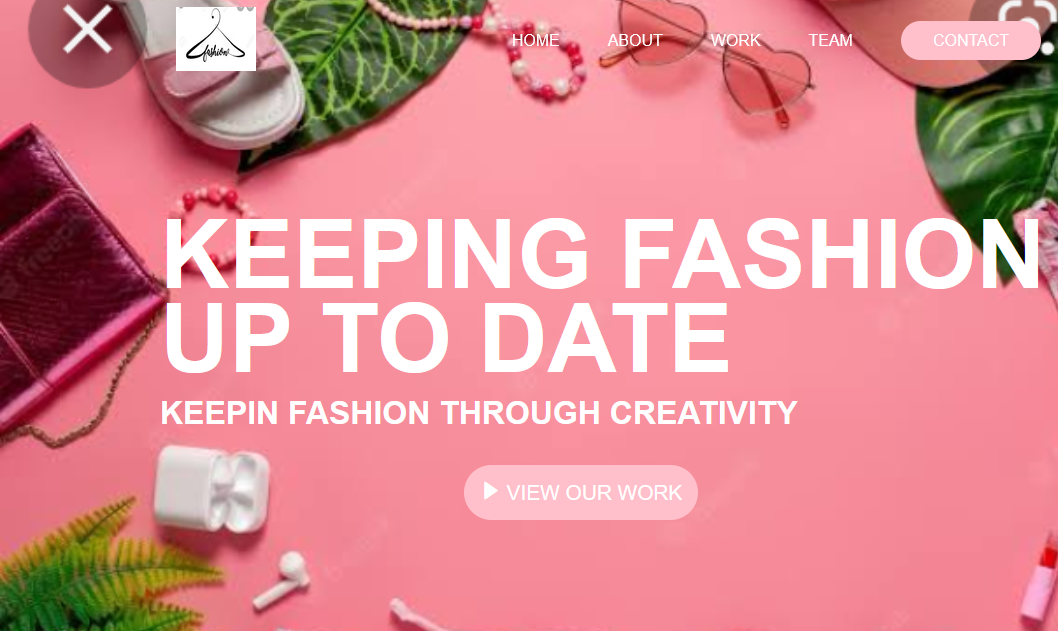 fashion
HOME ABOUT WORK TEAM CONTACT
KEEPING FASHION
UP TO DATE
KEEPIN FASHION THROUGH CREATIVITY
VIEW OUR WORK